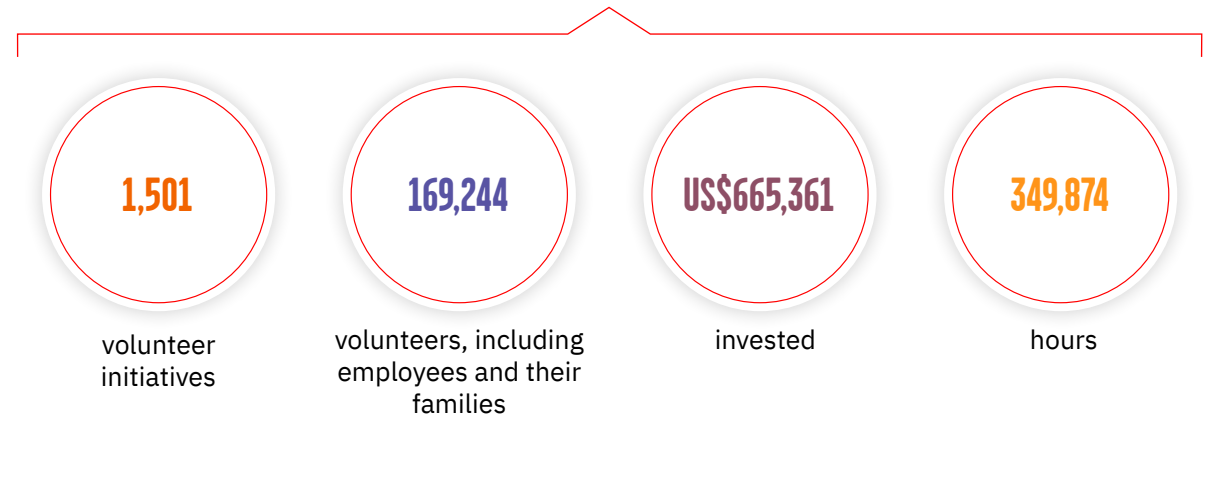 1,501
volunteer
initiatives
169,244
volunteers, including
employees and their
families
US$665,361
invested
349,874
hours